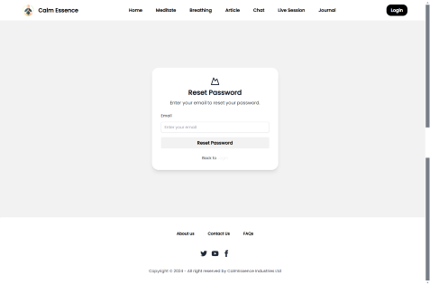 Calm Essence
Home Meditate Breathing Article Chat Live Session Journal
Login
Reset Password
Enter your email to reset your password.
Email
Enter your email
Reset Password
Back to
About us Contact Us FAQs
Copyright © 2024 - All right reserved by CalmEssence Industries Ltd